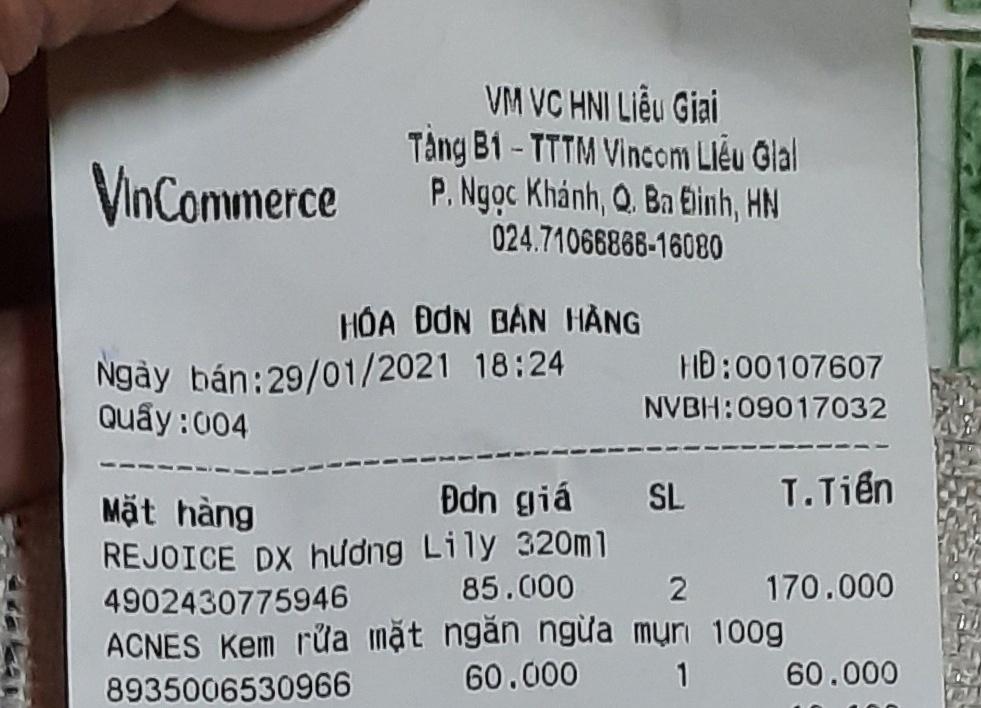 VM VC HNI Liễu Giai
Tầng B1 - TTTM Vincom Liễu Giai
VinCommerce
P. Ngọc Khánh, Q. Ba Đình, HN
024.71066866-16080
HÓA ĐƠN BÁN HÀNG
Ngày bán:29/01/2021 18:24 HĐ:00107607
Quầy:004 NVBH:09017032
Mặt hàng Đơn giá SL T.Tiền
REJOICE DX hương Lily 320ml
4902430775946 85.000 2 170.000
ACNES Kem rửa mặt ngăn ngừa mụn 100g
8935006530966 60.000 1 60.000